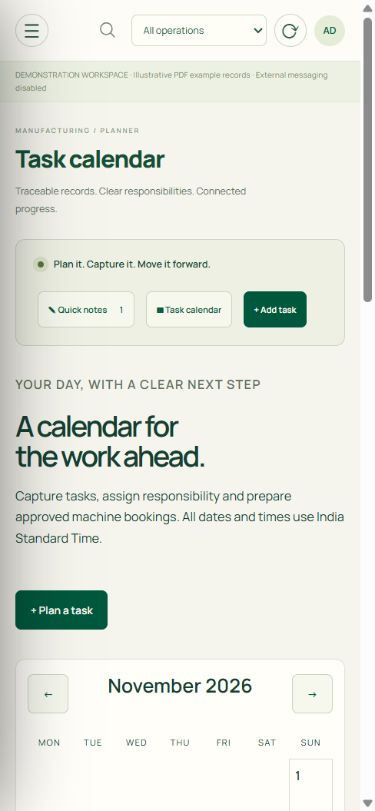 All operations
AD
DEMONSTRATION WORKSPACE · Illustrative PDF example records · External messaging
disabled
MANUFACTURING / PLANNER
Task calendar
Traceable records. Clear responsibilities. Connected
progress.
Plan it. Capture it. Move it forward.
Quick notes 1
Task calendar
+ Add task
YOUR DAY, WITH A CLEAR NEXT STEP
A calendar for
the work ahead.
Capture tasks, assign responsibility and prepare
approved machine bookings. All dates and times use India
Standard Time.
+ Plan a task
← November 2026 →
MON TUE WED THU FRI SAT SUN
1